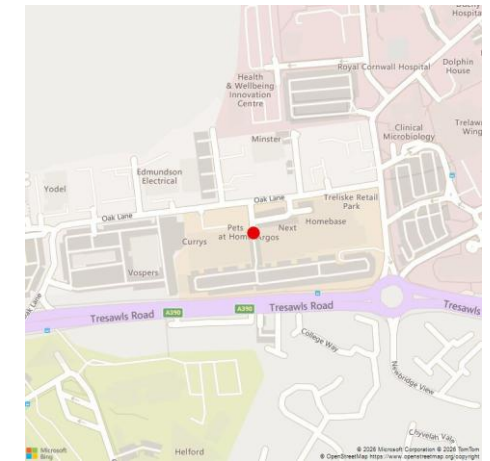 Duchy
Hospital
Royal Cornwall Hospital
Dolphin
House
Health
& Wellbeing
Innovation
Centre
Clinical
Microbiology
Trelaw
Wing
Minster
Edmundson
Electrical
Yodel
Oak Lane
Treliske Retail
Park
Oak Lane
Pets
at Home
Argos
Next
Homebase
Currys
Vospers
Oak Lane
A390
A390
Tresawls Road
Tresawls Road
Tresawls
College Way
Newbridge View
Chyvelah Vale
Helford
Microsoft
Bing
© 2026 Microsoft Corporation © 2026 TomTom
© OpenStreetMap https://www.openstreetmap.org/copyright